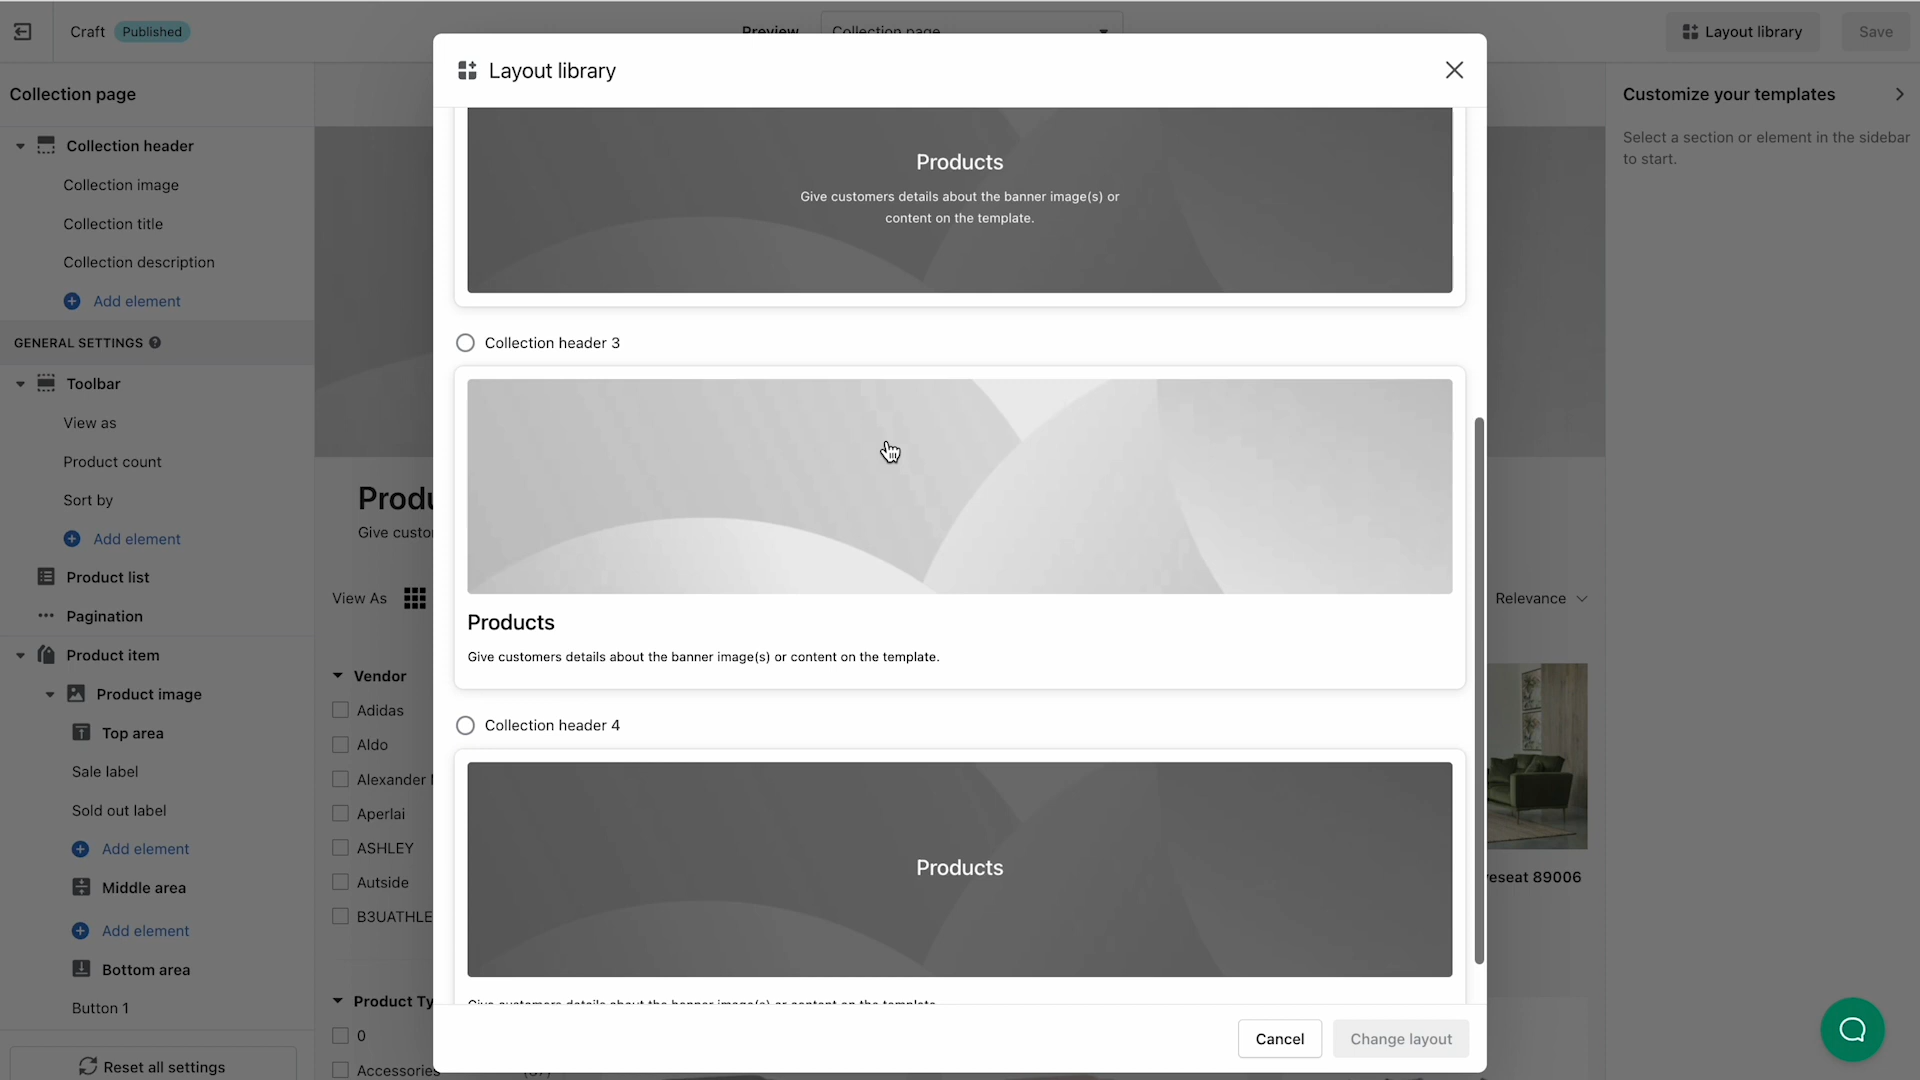 Craft
Published
Preview
Collection page
Layout library
Save
Collection page
Collection header
Collection image
Collection title
Collection description
Add element
GENERAL SETTINGS
Toolbar
View as
Product count
Sort by
Add element
Product list
Pagination
Product item
Product image
Top area
Sale label
Sold out label
Add element
Middle area
Add element
Bottom area
Button 1
Reset all settings
Produ
Give custo
View As
Vendor
Adidas
Aldo
Alexander
Aperlai
ASHLEY
Autside
B3UATHLE
Product Ty
0
Accessories
Layout library
Products
Give customers details about the banner image(s) or
content on the template.
Collection header 3
Products
Give customers details about the banner image(s) or content on the template.
Collection header 4
Products
Give customers details about the banner image(s) or content on the template.
Cancel
Change layout
Relevance
eseat 89006
Customize your templates
Select a section or element in the sidebar
to start.